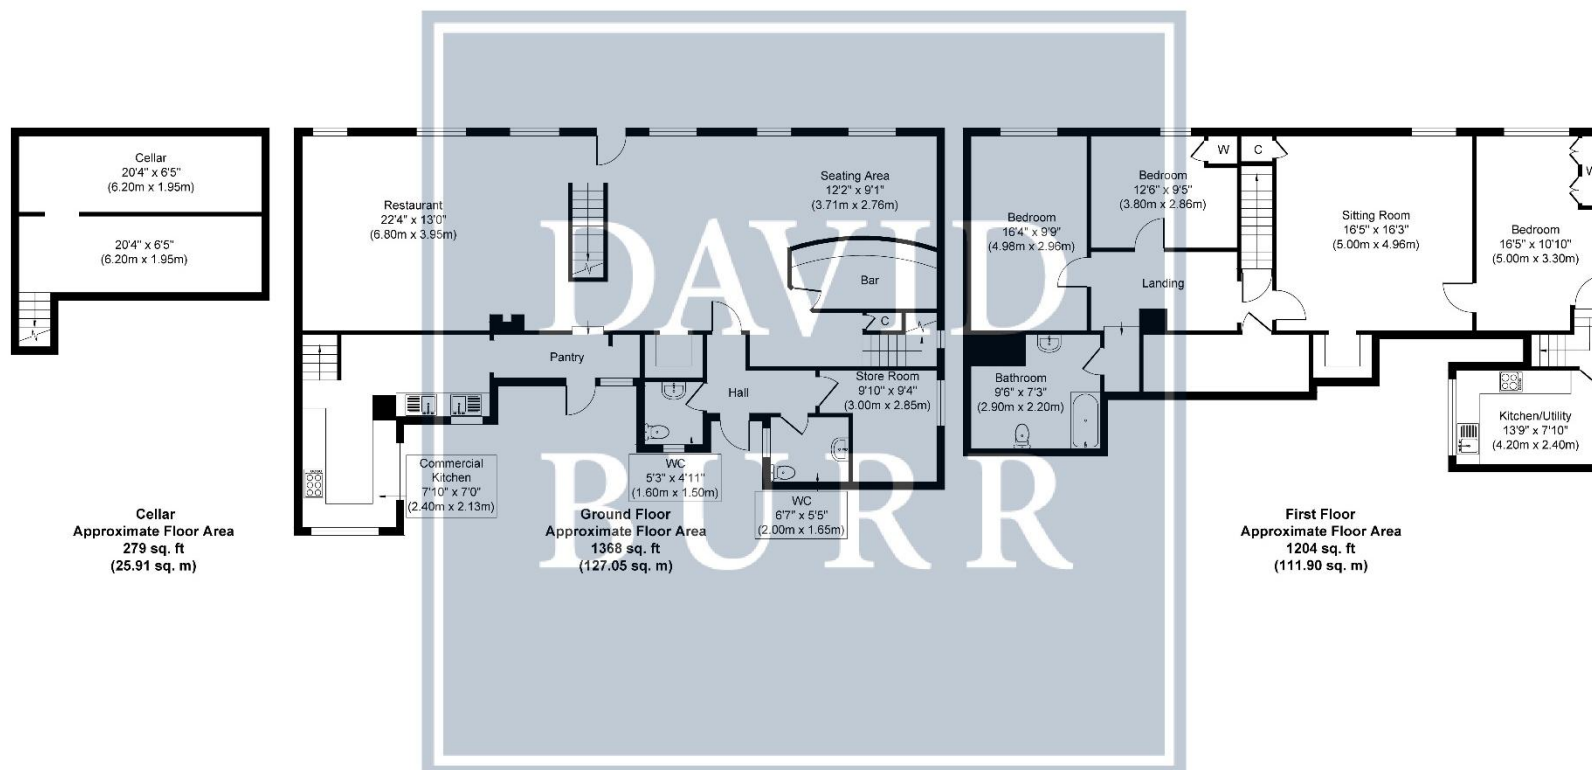 Cellar
20'4" x 6'5"
(6.20m x 1.95m)
20'4" x 6'5"
(6.20m x 1.95m)
Cellar
Approximate Floor Area
279 sq. ft
(25.91 sq. m)
Restaurant
22'4" x 13'0"
(6.80m x 3.95m)
Seating Area
12'2" x 9'1"
(3.71m x 2.76m)
Bar
C
Pantry
Hall
Store Room
9'10" x 9'4"
(3.00m x 2.85m)
Commercial
Kitchen
7'10" x 7'0"
(2.40m x 2.13m)
WC
5'3" x 4'11"
(1.60m x 1.50m)
WC
6'7" x 5'5"
(2.00m x 1.65m)
Ground Floor
Approximate Floor Area
1368 sq. ft
(127.05 sq. m)
DAVID
BURR
Bedroom
16'4" x 9'9"
(4.98m x 2.96m)
Bedroom
12'6" x 9'5"
(3.80m x 2.86m)
W
C
Sitting Room
16'5" x 16'3"
(5.00m x 4.96m)
W
Bedroom
16'5" x 10'10"
(5.00m x 3.30m)
Landing
Bathroom
9'6" x 7'3"
(2.90m x 2.20m)
Kitchen/Utility
13'9" x 7'10"
(4.20m x 2.40m)
First Floor
Approximate Floor Area
1204 sq. ft
(111.90 sq. m)